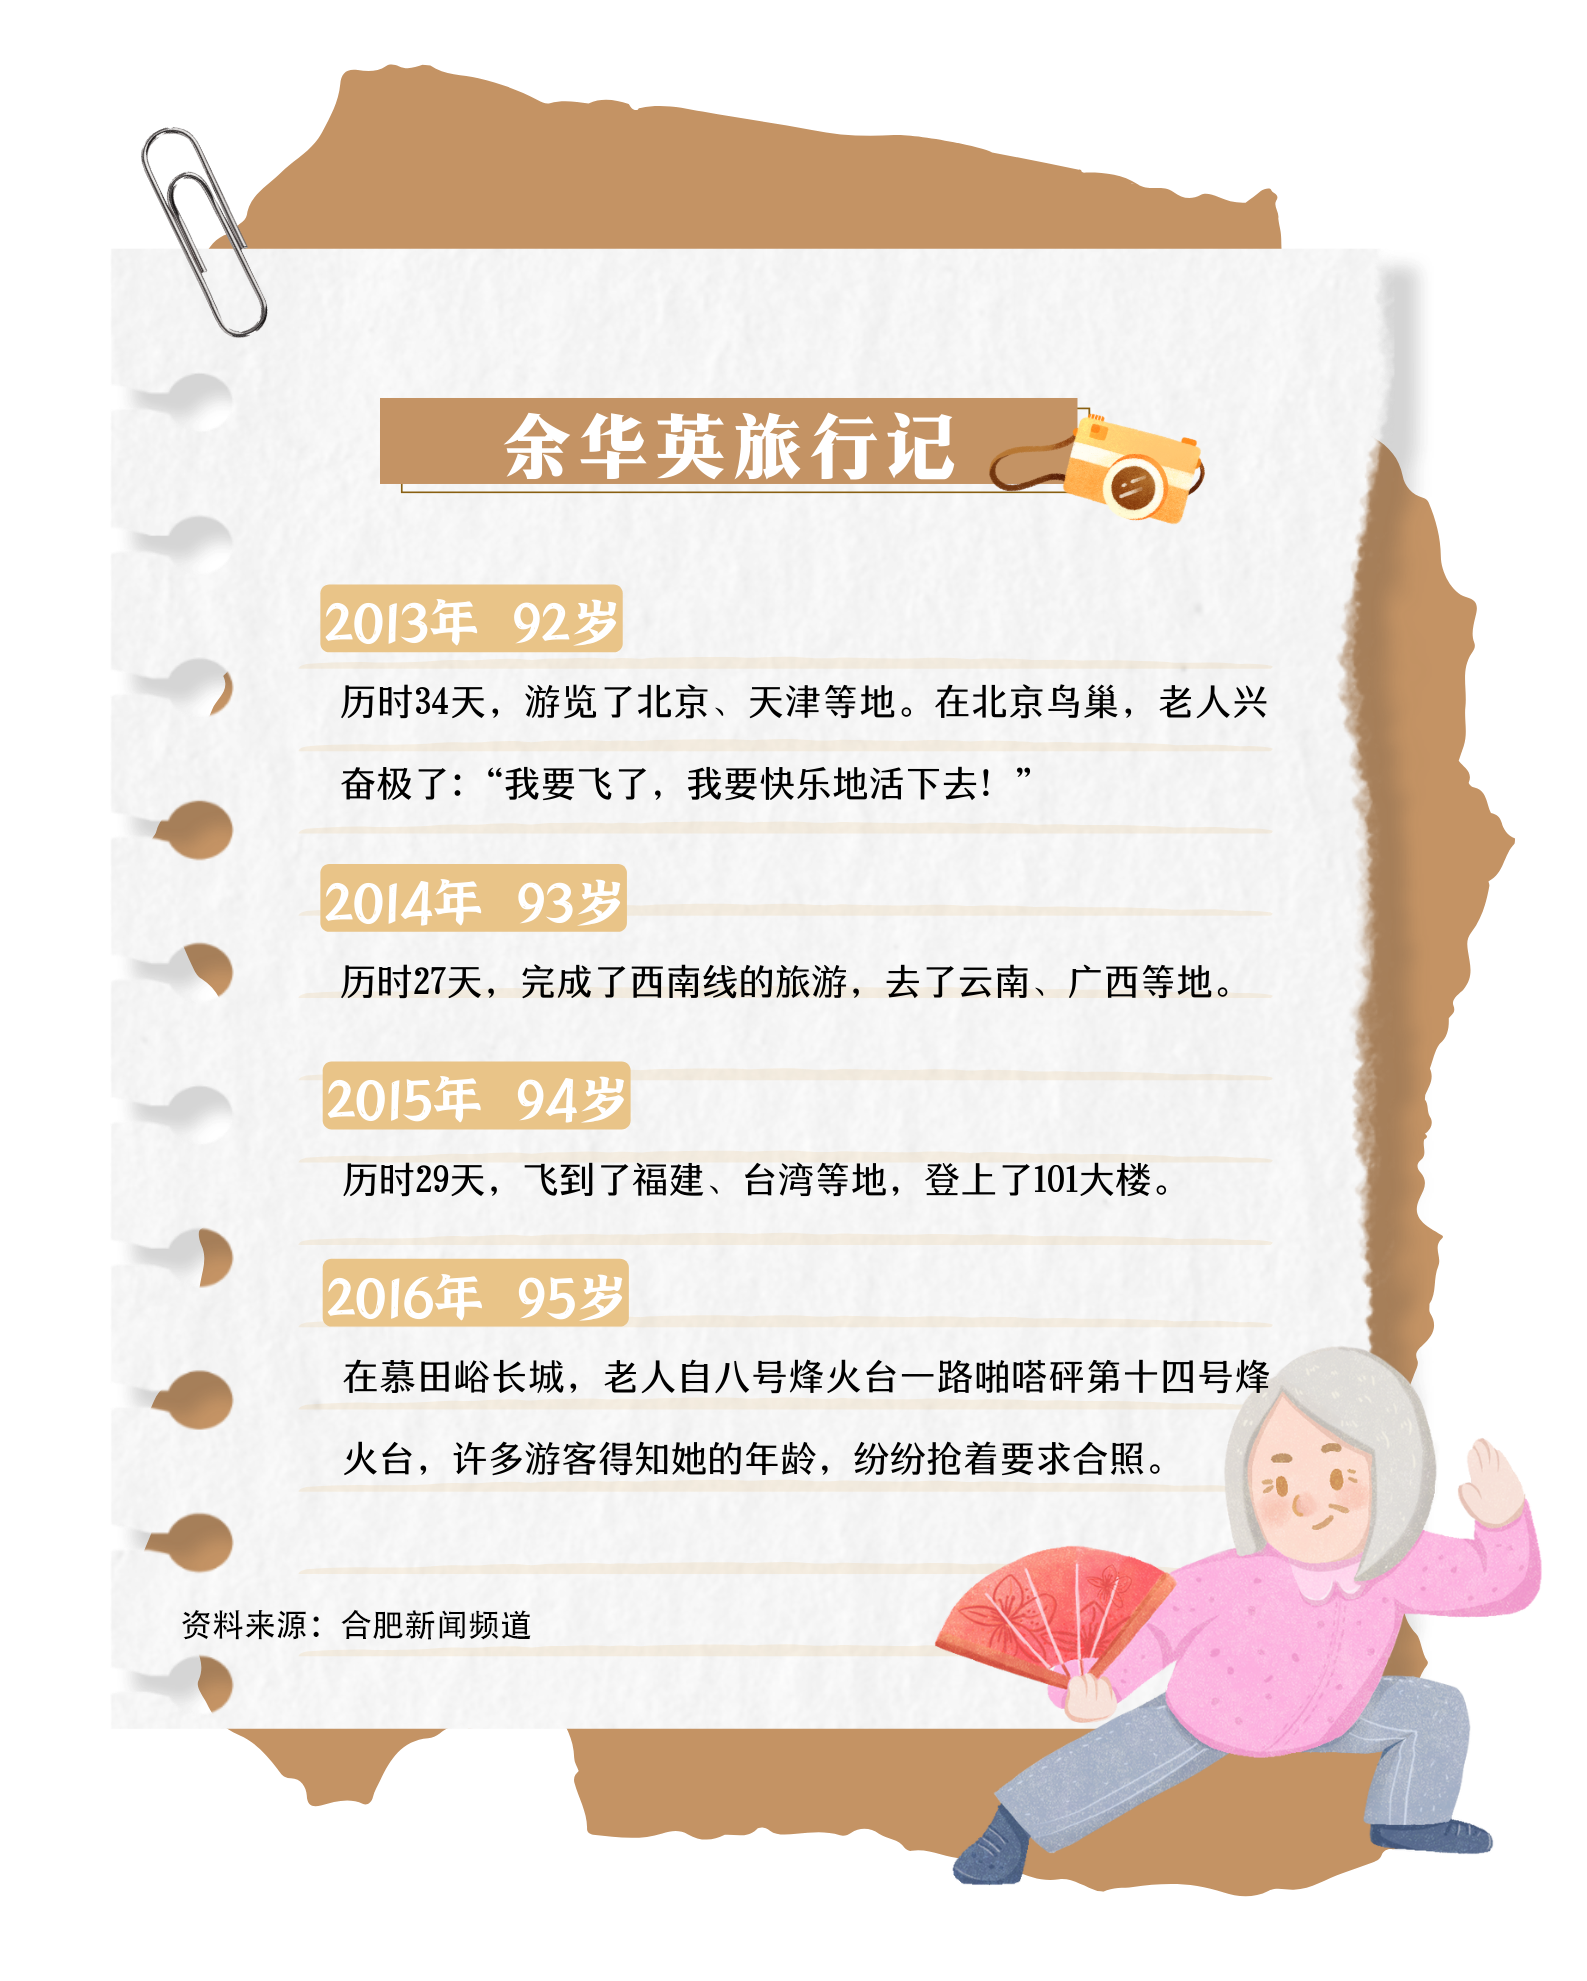 余华英旅行记
2013年 92岁
历时34天，游览了北京、天津等地。在北京鸟巢，老人兴
奋极了：“我要飞了，我要快乐地活下去！”
2014年 93岁
历时27天，完成了西南线的旅游，去了云南、广西等地。
2015年 94岁
历时29天，飞到了福建、台湾等地，登上了101大楼。
2016年 95岁
在慕田峪长城，老人自八号烽火台一路啪嗒砰第十四号烽
火台，许多游客得知她的年龄，纷纷抢着要求合照。
资料来源：合肥新闻频道